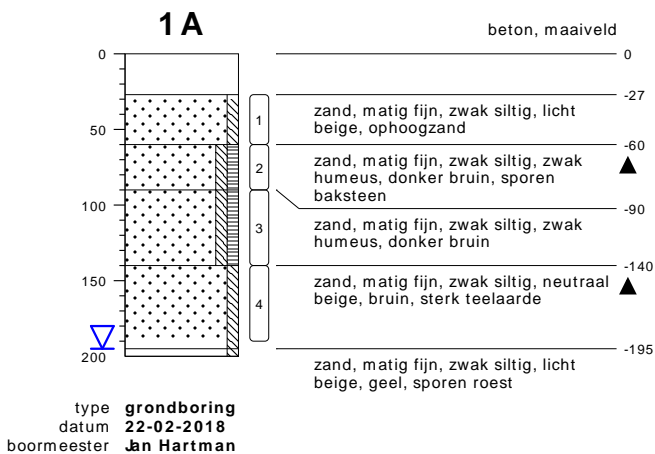 1A
beton, maaiveld
0
0
-27
zand, matig fijn, zwak siltig, licht
beige, ophoogzand
1
50
-60
zand, matig fijn, zwak siltig, zwak
humeus, donker bruin, sporen
baksteen
2
100
-90
zand, matig fijn, zwak siltig, zwak
humeus, donker bruin
3
150
-140
zand, matig fijn, zwak siltig, neutraal
beige, bruin, sterk teelaarde
4
200
-195
zand, matig fijn, zwak siltig, licht
beige, geel, sporen roest
type grondboring
datum 22-02-2018
boormeester Jan Hartman